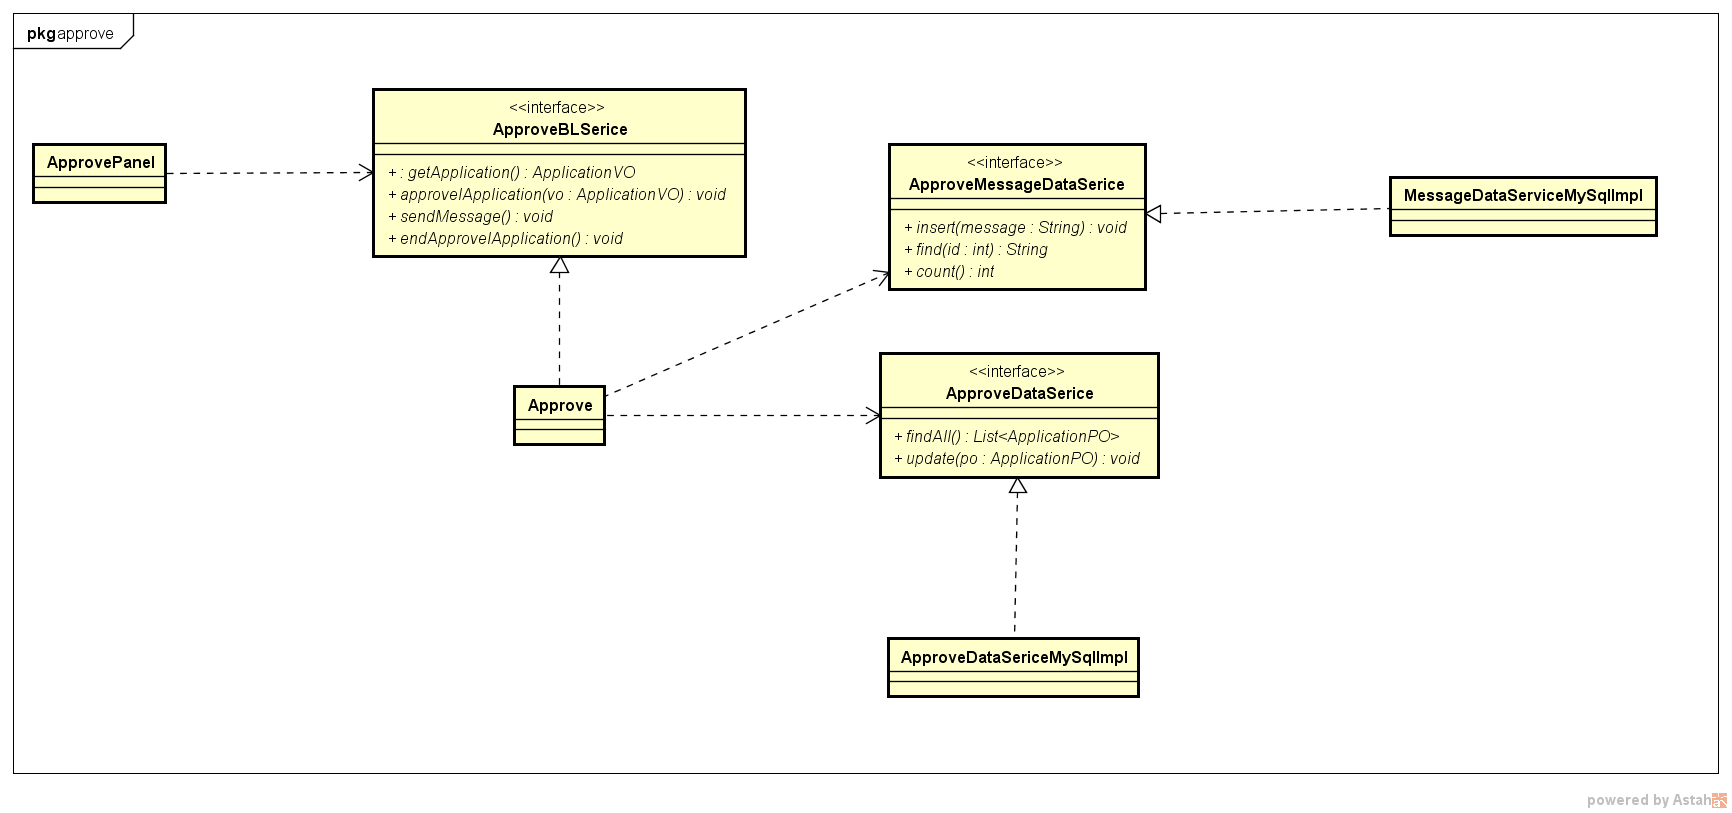 pkg approve
<<interface>>
ApproveBLSerice
+ : getApplication() : ApplicationVO
+ approvelApplication(vo : ApplicationVO) : void
+ sendMessage() : void
+ endApprovelApplication() : void
ApprovePanel
<<interface>>
ApproveMessageDataSerice
+ insert(message : String) : void
+ find(id : int) : String
+ count() : int
MessageDataServiceMySqlImpl
Approve
<<interface>>
ApproveDataSerice
+ findAll() : List<ApplicationPO>
+ update(po : ApplicationPO) : void
ApproveDataSericeMySqlImpl
powered by Astah